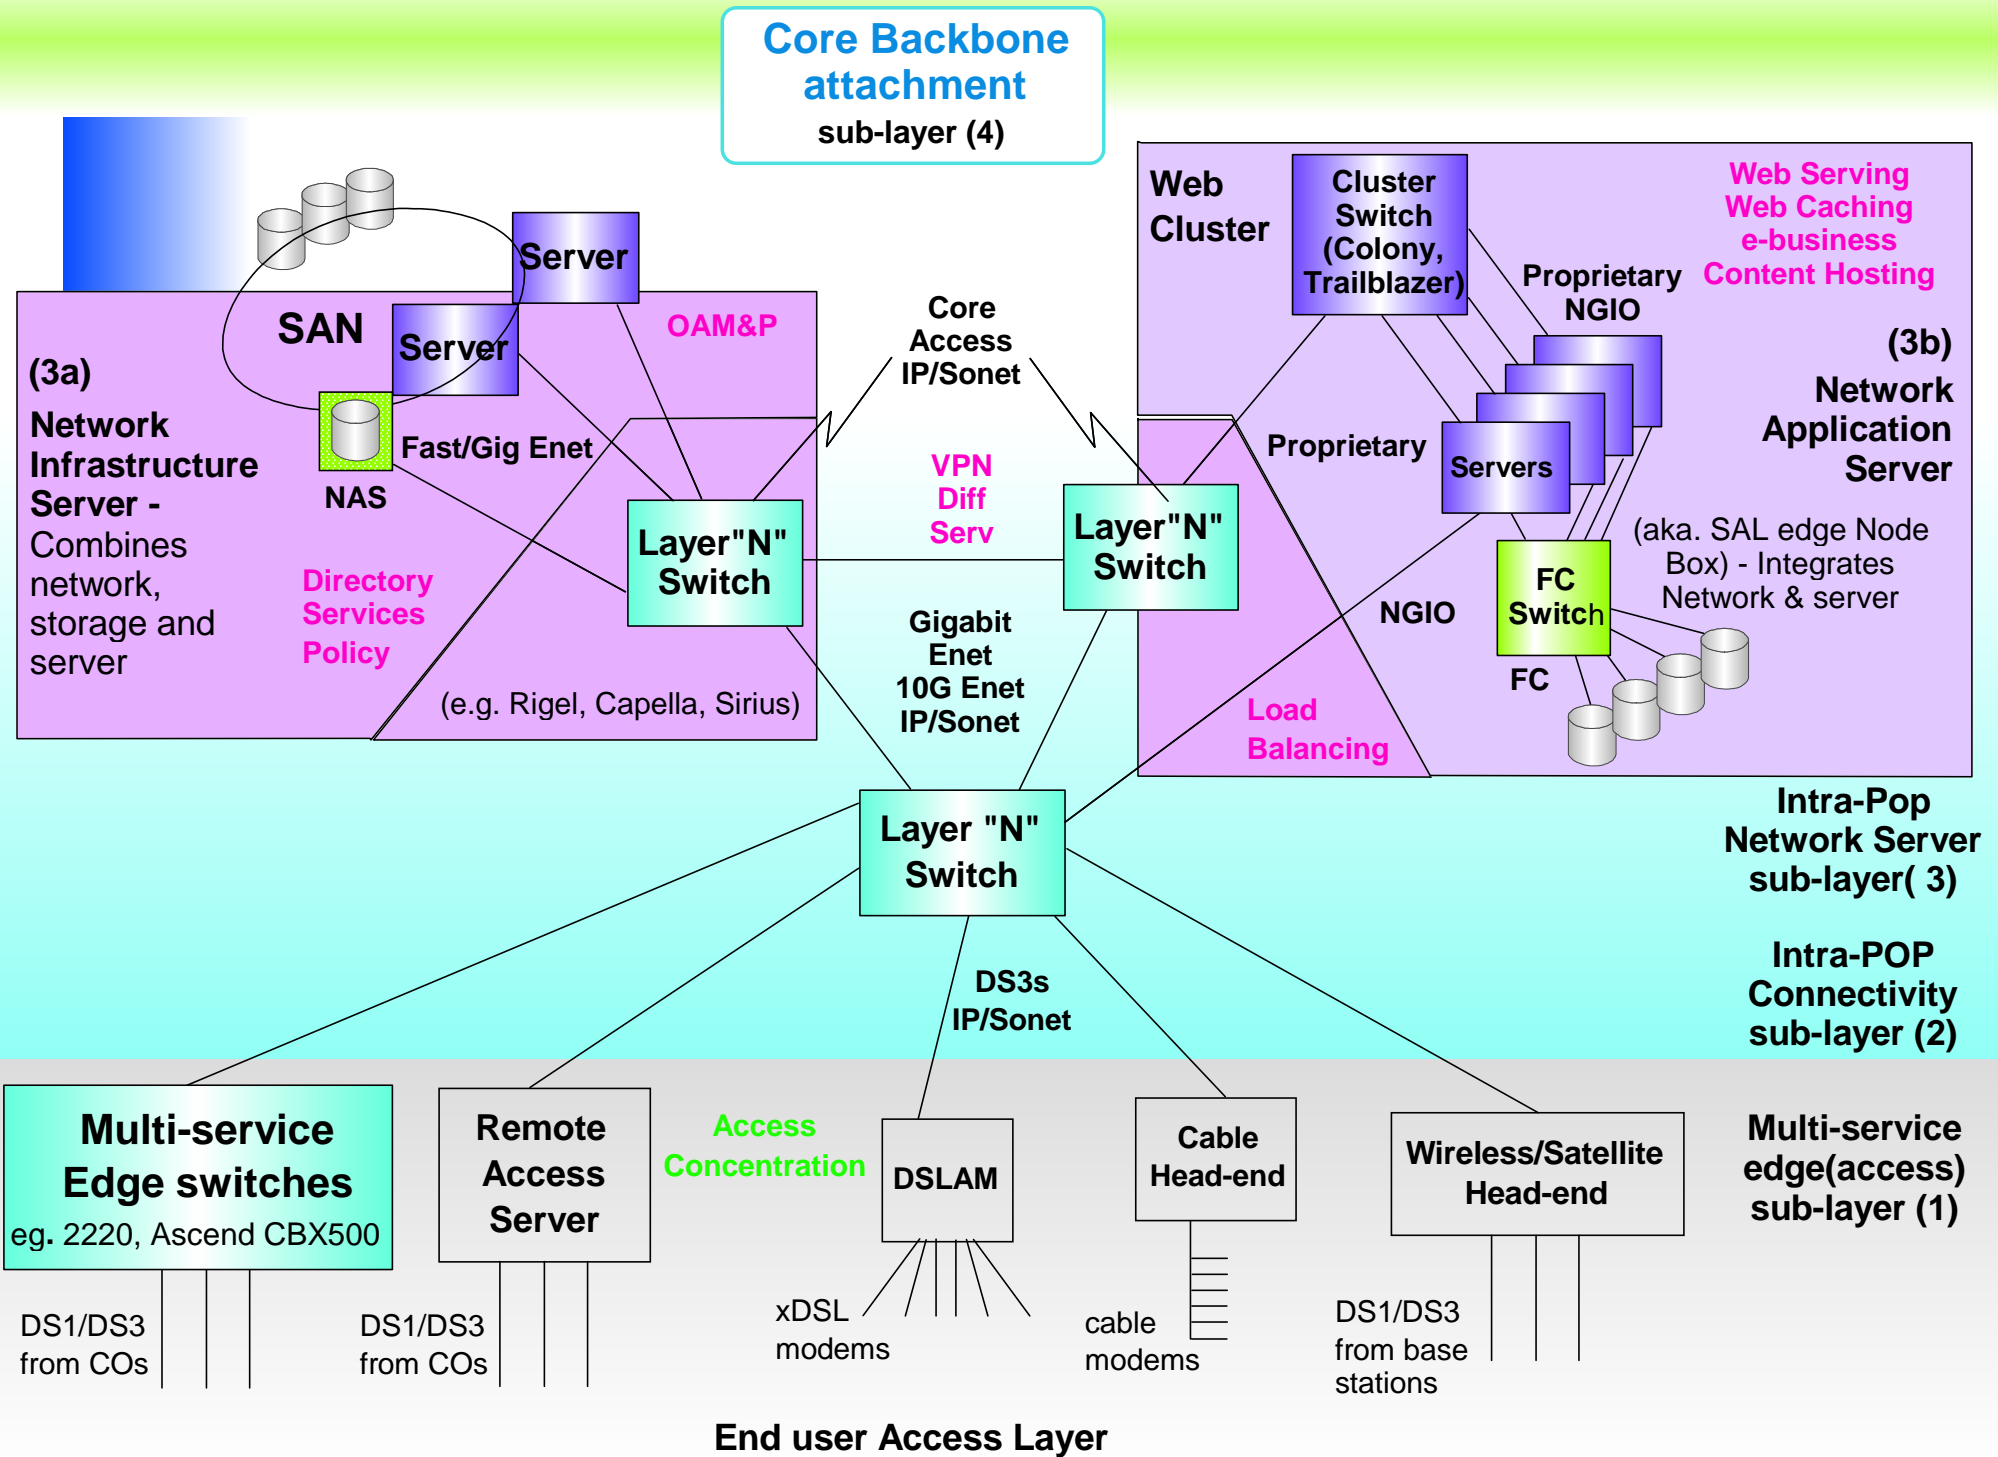 Core Backbone
attachment
sub-layer (4)
Server
Server
SAN
OAM&P
(3a)
Network
Infrastructure
Server -
Combines
network,
storage and
server
NAS
Fast/Gig Enet
Directory
Services
Policy
Layer"N"
Switch
(e.g. Rigel, Capella, Sirius)
Core
Access
IP/Sonet
VPN
Diff
Serv
Gigabit
Enet
10G Enet
IP/Sonet
Layer"N"
Switch
Web
Cluster
Cluster
Switch
(Colony,
Trailblazer)
Web Serving
Web Caching
e-business
Content Hosting
Proprietary
NGIO
(3b)
Network
Application
Server
Proprietary
Servers
(aka. SAL edge Node
Box) - Integrates
Network & server
FC
Switch
NGIO
FC
Load
Balancing
Layer "N"
Switch
Intra-Pop
Network Server
sub-layer( 3)
Intra-POP
Connectivity
sub-layer (2)
DS3s
IP/Sonet
Multi-service
Edge switches
eg. 2220, Ascend CBX500
Remote
Access
Server
Access
Concentration
DSLAM
Cable
Head-end
Wireless/Satellite
Head-end
Multi-service
edge(access)
sub-layer (1)
DS1/DS3
from COs
DS1/DS3
from COs
xDSL
modems
cable
modems
DS1/DS3
from base
stations
End user Access Layer